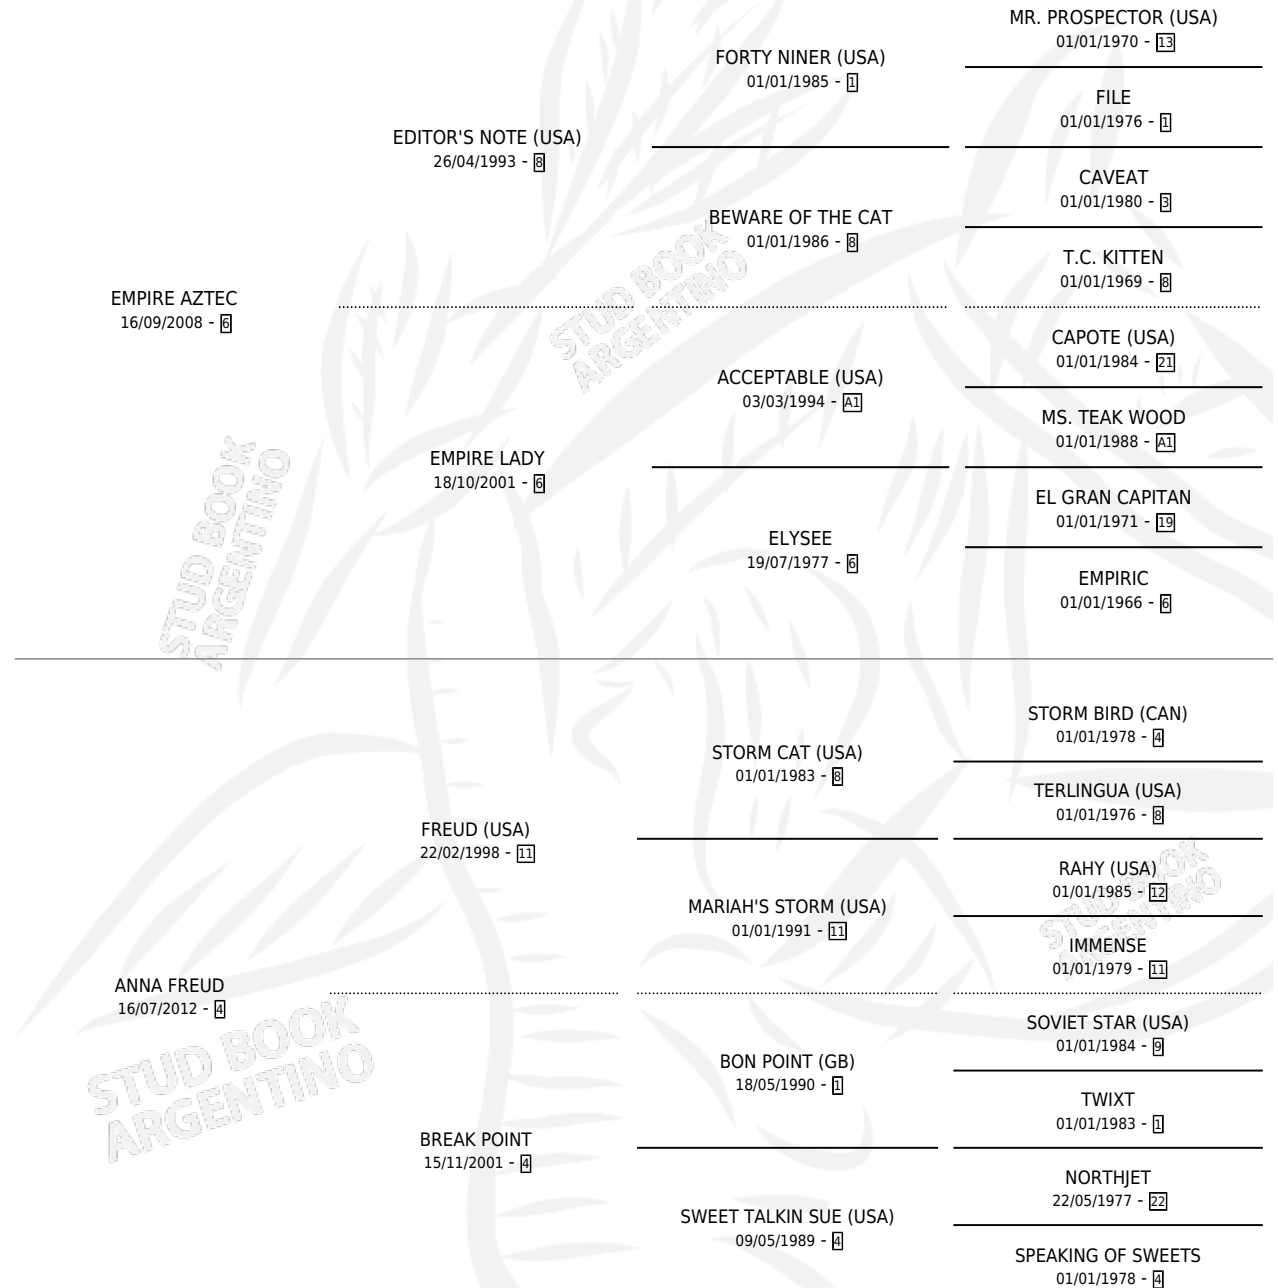 MR. PROSPECTOR (USA)
01/01/1970 - 13
FORTY NINER (USA)
01/01/1985 - 1
FILE
01/01/1976 - 1
EDITOR'S NOTE (USA)
26/04/1993 - 8
CAVEAT
01/01/1980 - 3
BEWARE OF THE CAT
01/01/1986 - 8
T.C. KITTEN
01/01/1969 - 8
EMPIRE AZTEC
16/09/2008 - 6
CAPOTE (USA)
01/01/1984 - 21
ACCEPTABLE (USA)
03/03/1994 - A1
MS. TEAK WOOD
01/01/1988 - A1
EMPIRE LADY
18/10/2001 - 6
EL GRAN CAPITAN
01/01/1971 - 19
ELYSEE
19/07/1977 - 6
EMPIRIC
01/01/1966 - 6
STUD BOOK
ARGENTINO
STUD BOOK
ARGENTINO
STORM BIRD (CAN)
01/01/1978 - 4
STORM CAT (USA)
01/01/1983 - 8
TERLINGUA (USA)
01/01/1976 - 8
FREUD (USA)
22/02/1998 - 11
RAHY (USA)
01/01/1985 - 12
MARIAH'S STORM (USA)
01/01/1991 - 11
IMMENSE
01/01/1979 - 11
ANNA FREUD
16/07/2012 - 4
SOVIET STAR (USA)
01/01/1984 - 9
BON POINT (GB)
18/05/1990 - 1
TWIXT
01/01/1983 - 1
BREAK POINT
15/11/2001 - 4
NORTHJET
22/05/1977 - 22
SWEET TALKIN SUE (USA)
09/05/1989 - 4
SPEAKING OF SWEETS
01/01/1978 - 4
STUD BOOK
ARGENTINO
STUD BOOK
ARGENTINO